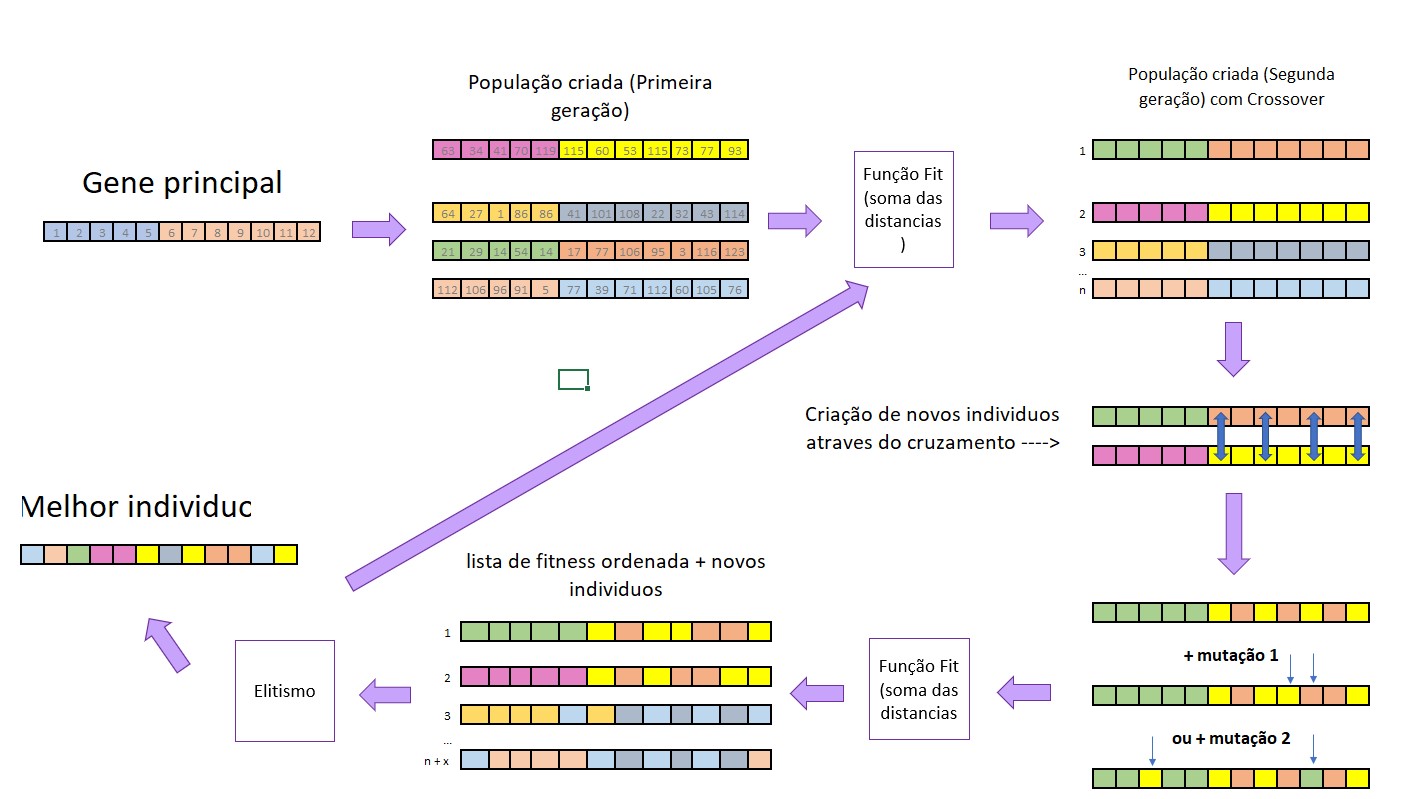 População criada (Primeira
geração)
63 34 41 70 119 115 60 53 115 73 77 93
64 27 1 86 86 41 101 108 22 32 43 114
21 29 14 54 14 17 77 106 95 3 116 123
112 106 96 91 5 77 39 71 112 60 105 76
Gene principal
1 2 3 4 5 6 7 8 9 10 11 12
Função Fit
(soma das
distancias
)
População criada (Segunda
geração) com Crossover
1
2
3
...
n
Criação de novos individuos
atraves do cruzamento ---->
+ mutação 1
ou + mutação 2
Função Fit
(soma das
distancias
lista de fitness ordenada + novos
individuos
1
2
3
...
n + x
Elitismo
Melhor individuc